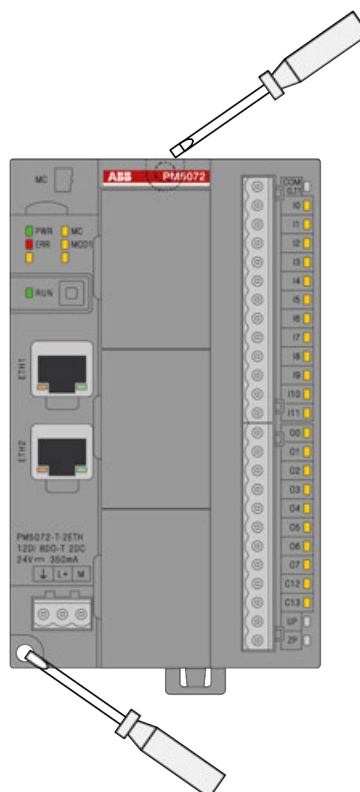 MC
ABB PM5072
PWR MC
ERR MOD1
RUN
ETH1
ETH2
PM5072-T-2ETH
12DI 8DO-T 2DC
24V⎓ 350mA
⏚ L+ M
COM
0..11
I0
I1
I2
I3
I4
I5
I6
I7
I8
I9
I10
I11
O0
O1
O2
O3
O4
O5
O6
O7
C12
C13
UP
ZP